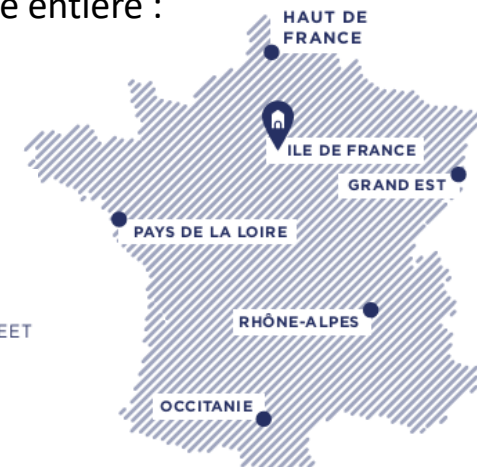 e entière :
HAUT DE
FRANCE
ILE DE FRANCE
GRAND EST
PAYS DE LA LOIRE
EET
RHÔNE-ALPES
OCCITANIE